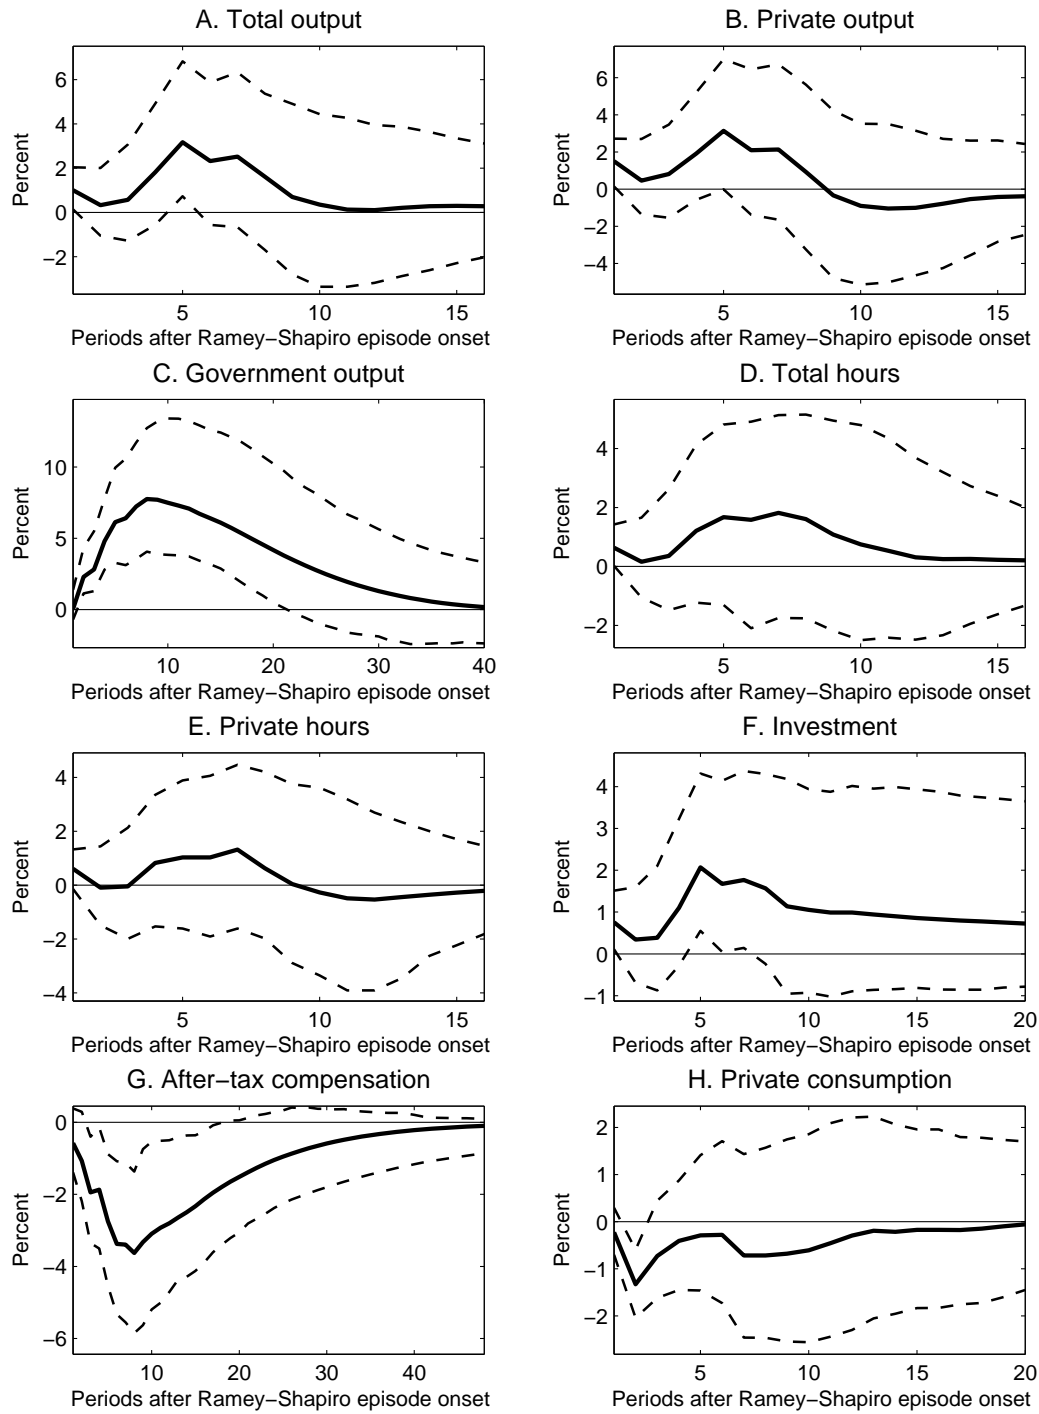 A. Total output
B. Private output
Percent
6
4
2
0
−2
5
10
15
Periods after Ramey−Shapiro episode onset
Percent
6
4
2
0
−2
−4
5
10
15
Periods after Ramey−Shapiro episode onset
C. Government output
D. Total hours
Percent
10
5
0
10
20
30
40
Periods after Ramey−Shapiro episode onset
Percent
4
2
0
−2
5
10
15
Periods after Ramey−Shapiro episode onset
E. Private hours
F. Investment
Percent
4
2
0
−2
−4
5
10
15
Periods after Ramey−Shapiro episode onset
Percent
4
3
2
1
0
−1
5
10
15
20
Periods after Ramey−Shapiro episode onset
G. After−tax compensation
H. Private consumption
Percent
0
−2
−4
−6
10
20
30
40
Periods after Ramey−Shapiro episode onset
Percent
2
1
0
−1
−2
5
10
15
20
Periods after Ramey−Shapiro episode onset